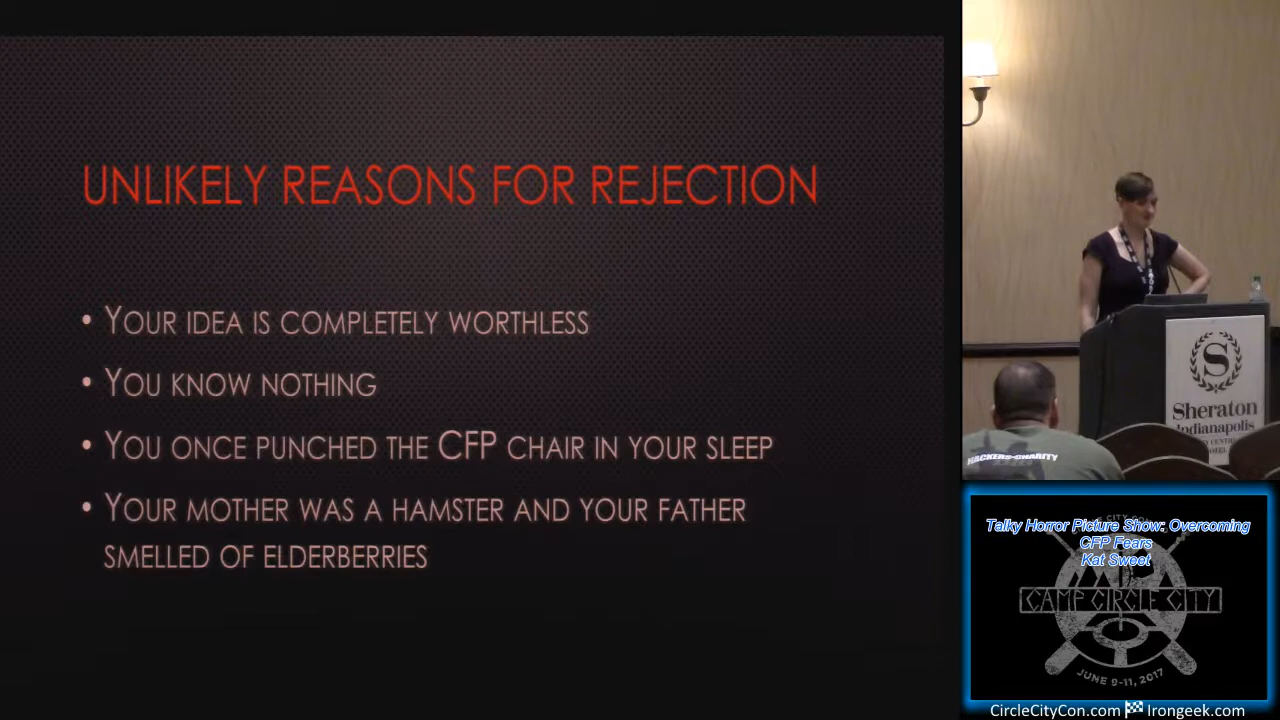 UNLIKELY REASONS FOR REJECTION
• YOUR IDEA IS COMPLETELY WORTHLESS
• YOU KNOW NOTHING
• YOU ONCE PUNCHED THE CFP CHAIR IN YOUR SLEEP
• YOUR MOTHER WAS A HAMSTER AND YOUR FATHER
SMELLED OF ELDERBERRIES
S
Sheraton
Indianapolis
HACKERS-CHARITY
Talky Horror Picture Show: Overcoming
CFP Fears
Kat Sweet
CAMP CIRCLE CITY
JUNE 9-11, 2017
CircleCityCon.com Irongeek.com